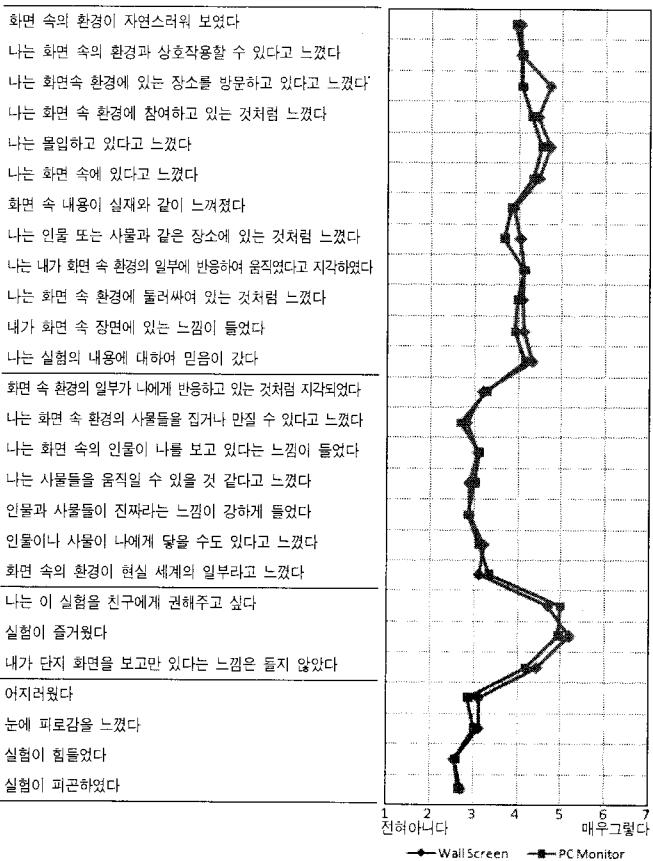 화면 속의 환경이 자연스러워 보였다
나는 화면 속의 환경과 상호작용할 수 있다고 느꼈다
나는 화면속 환경에 있는 장소를 방문하고 있다고 느꼈다
나는 화면 속 환경에 참여하고 있는 것처럼 느꼈다
나는 몰입하고 있다고 느꼈다
나는 화면 속에 있다고 느꼈다
화면 속 내용이 실재와 같이 느껴졌다
나는 인물 또는 사물과 같은 장소에 있는 것처럼 느꼈다
나는 내가 화면 속 환경의 일부에 반응하여 움직였다고 지각하였다
나는 화면 속 환경에 둘러싸여 있는 것처럼 느꼈다
내가 화면 속 장면에 있는 느낌이 들었다
나는 실험의 내용에 대하여 믿음이 갔다
화면 속 환경의 일부가 나에게 반응하고 있는 것처럼 지각되었다
나는 화면 속 환경의 사물들을 집거나 만질 수 있다고 느꼈다
나는 화면 속의 인물이 나를 보고 있다는 느낌이 들었다
나는 사물들을 움직일 수 있을 것 같다고 느꼈다
인물과 사물들이 진짜라는 느낌이 강하게 들었다
인물이나 사물이 나에게 닿을 수도 있다고 느꼈다
화면 속의 환경이 현실 세계의 일부라고 느꼈다
나는 이 실험을 친구에게 권해주고 싶다
실험이 즐거웠다
내가 단지 화면을 보고만 있다는 느낌은 들지 않았다
어지러웠다
눈에 피로감을 느꼈다
실험이 힘들었다
실험이 피곤하였다
1 2 3 4 5 6 7
전혀아니다 매우그렇다
Wall Screen PC Monitor